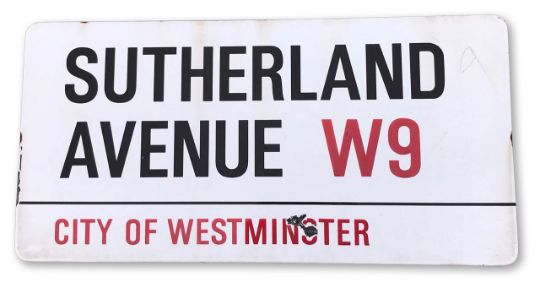 SUTHERLAND
AVENUE W9
CITY OF WESTMINSTER